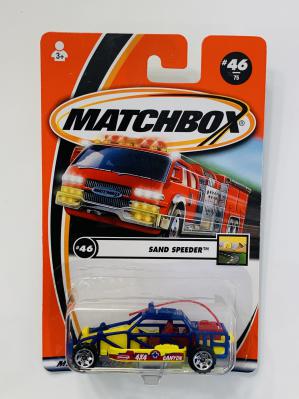 #46
75
3+
MATCHBOX®
#46
SAND SPEEDER™
4X4
CANYON